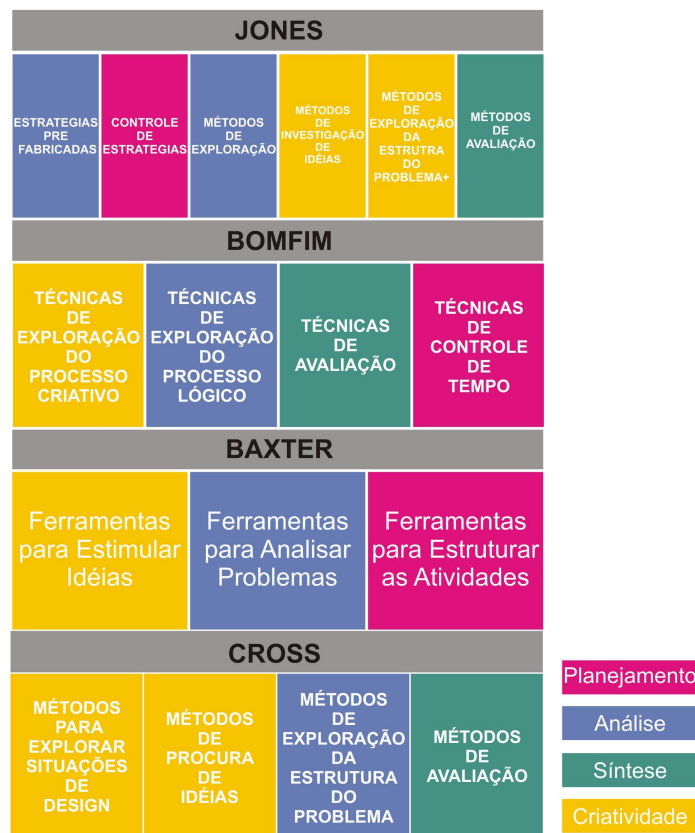 JONES
ESTRATEGIAS
PRE
FABRICADAS
CONTROLE
DE
ESTRATEGIAS
MÉTODOS
DE
EXPLORAÇÃO
MÉTODOS
DE
INVESTIGAÇÃO
DE
IDÉIAS
MÉTODOS
DE
EXPLORAÇÃO
DA
ESTRUTRA
DO
PROBLEMA+
MÉTODOS
DE
AVALIAÇÃO
BOMFIM
TÉCNICAS
DE
EXPLORAÇÃO
DO
PROCESSO
CRIATIVO
TÉCNICAS
DE
EXPLORAÇÃO
DO
PROCESSO
LÓGICO
TÉCNICAS
DE
AVALIAÇÃO
TÉCNICAS
DE
CONTROLE
DE
TEMPO
BAXTER
Ferramentas
para Estimular
Idéias
Ferramentas
para Analisar
Problemas
Ferramentas
para Estruturar
as Atividades
CROSS
MÉTODOS
PARA
EXPLORAR
SITUAÇÕES
DE
DESIGN
MÉTODOS
DE
PROCURA
DE
IDÉIAS
MÉTODOS
DE
EXPLORAÇÃO
DA
ESTRUTURA
DO
PROBLEMA
MÉTODOS
DE
AVALIAÇÃO
Planejamento
Análise
Síntese
Criatividade